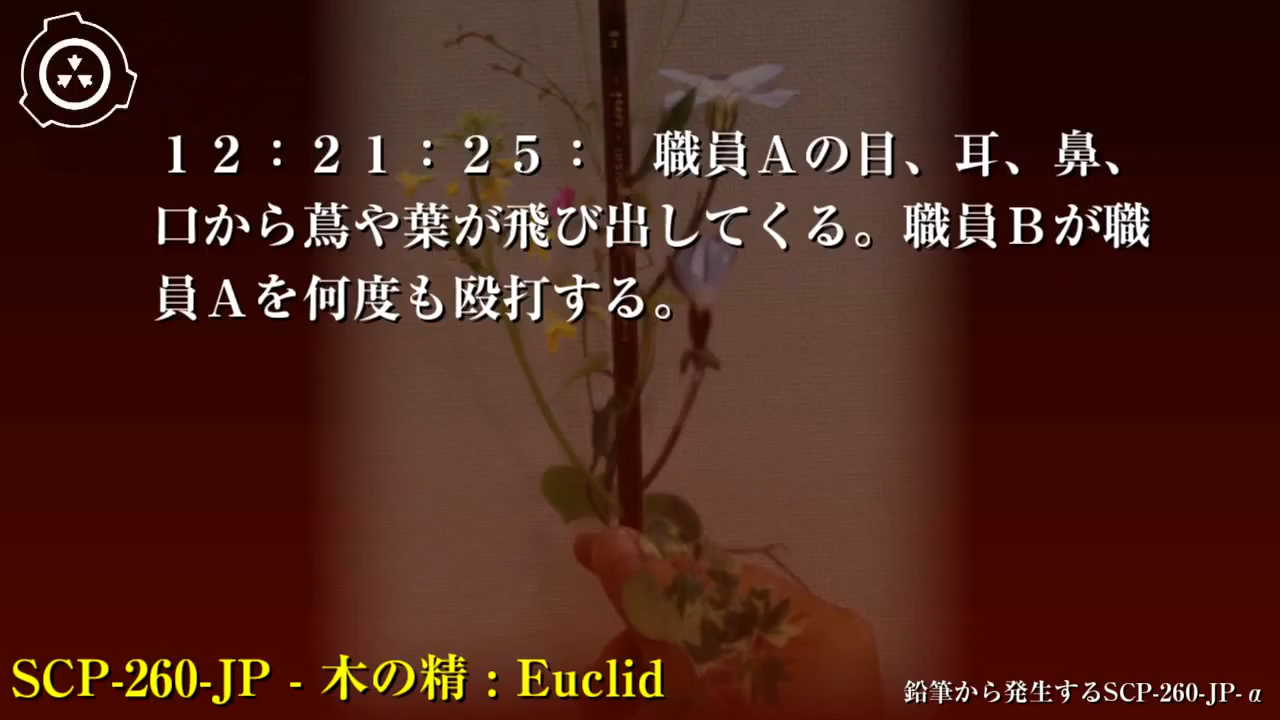 １２：２１：２５：　職員Ａの目、耳、鼻、
口から蔦や葉が飛び出してくる。職員Ｂが職
員Ａを何度も殴打する。
SCP-260-JP - 木の精 : Euclid
鉛筆から発生するSCP-260-JP-α